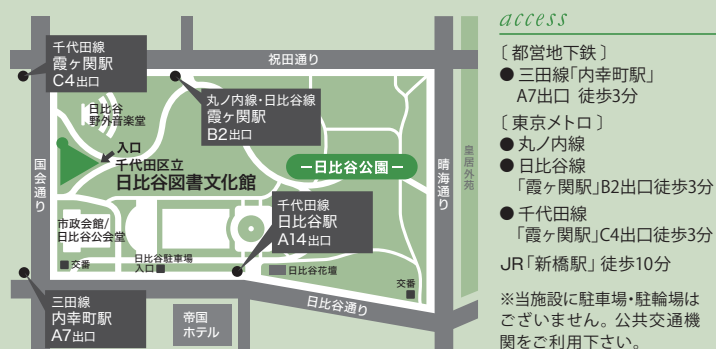 千代田線
霞ヶ関駅
C4出口
祝田通り
丸ノ内線・日比谷線
霞ヶ関駅
B2出口
日比谷
野外音楽堂
入口
千代田区立
日比谷図書文化館
国会通り
ー日比谷公園ー
晴海通り
皇居外苑
千代田線
日比谷駅
A14出口
市政会館/
日比谷公会堂
交番
日比谷駐車場
入口
日比谷花壇
交番
三田線
内幸町駅
A7出口
帝国
ホテル
日比谷通り
access
〔都営地下鉄〕
●三田線「内幸町駅」
A7出口 徒歩3分
〔東京メトロ〕
●丸ノ内線
●日比谷線
「霞ヶ関駅」B2出口徒歩3分
●千代田線
「霞ヶ関駅」C4出口徒歩3分
JR「新橋駅」徒歩10分
※当施設に駐車場・駐輪場は
ございません。公共交通機
関をご利用下さい。